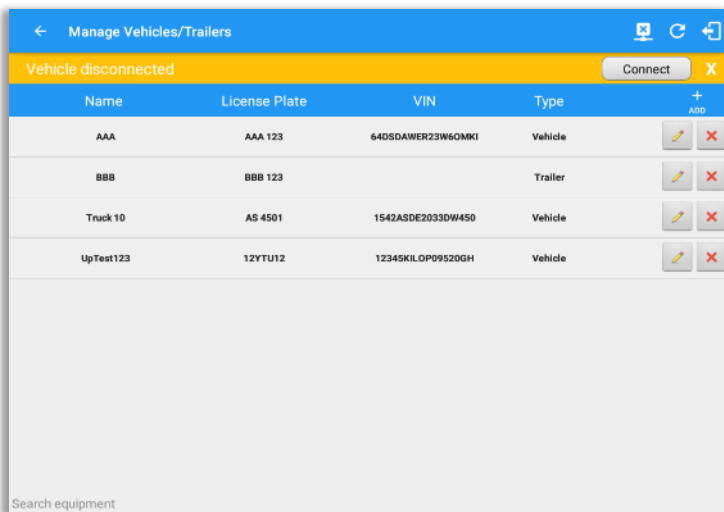 Manage Vehicles/Trailers
Vehicle disconnected Connect X
Name License Plate VIN Type + ADD
AAA AAA 123 64DSDAWER23W6OMKI Vehicle
BBB BBB 123 Trailer
Truck 10 AS 4501 1542ASDE2033DW450 Vehicle
UpTest123 12YTU12 12345KILOP09520GH Vehicle
Search equipment